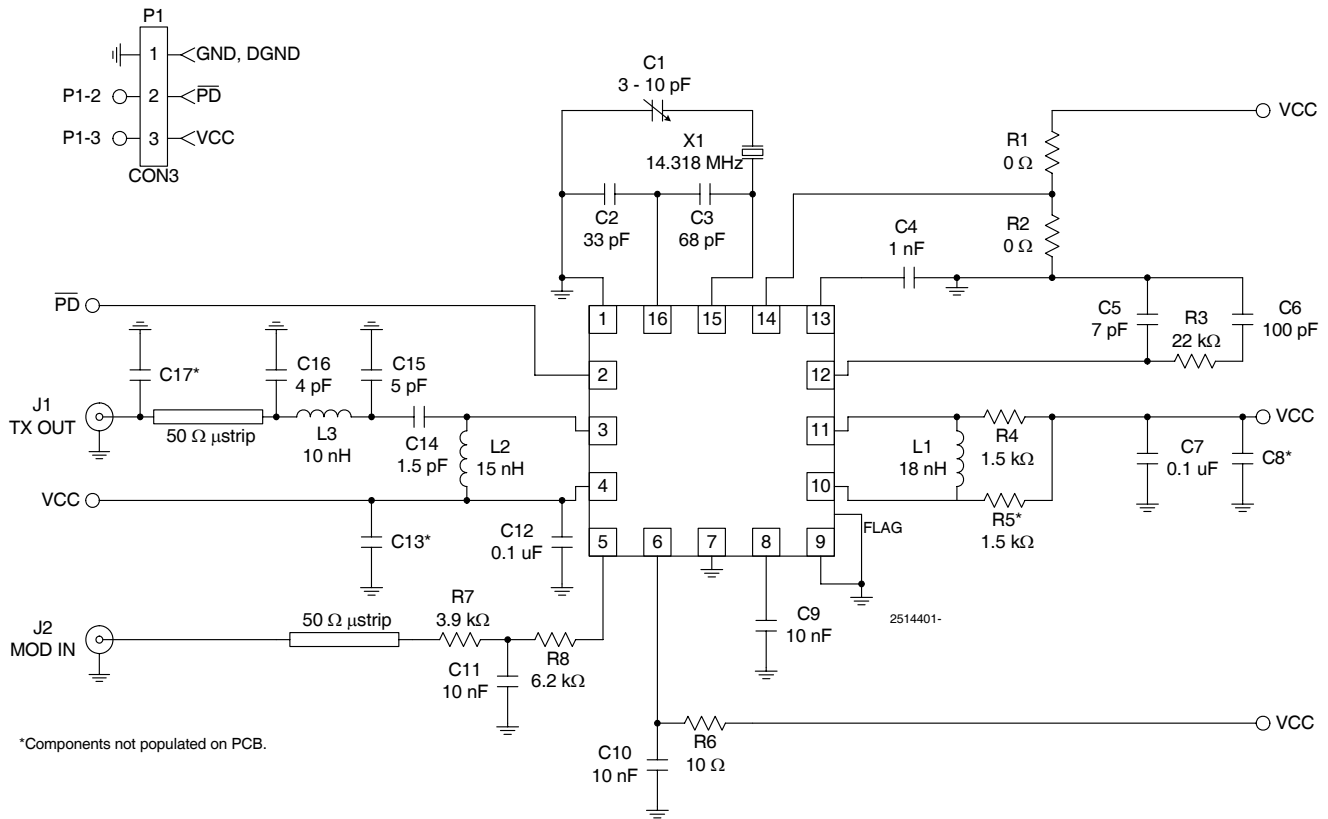 P1
1
GND, DGND
P1-2
2
PD
P1-3
3
VCC
CON3
C1
3 - 10 pF
X1
14.318 MHz
C2
33 pF
C3
68 pF
VCC
R1
0 Ω
R2
0 Ω
C4
1 nF
PD
1
16
15
14
13
C5
7 pF
R3
22 kΩ
C6
100 pF
C17*
C16
4 pF
C15
5 pF
2
12
J1
TX OUT
50 Ω µstrip
L3
10 nH
C14
1.5 pF
L2
15 nH
3
11
L1
18 nH
R4
1.5 kΩ
VCC
C7
0.1 uF
C8*
VCC
4
10
R5*
1.5 kΩ
C13*
C12
0.1 uF
5
6
7
8
9
FLAG
J2
MOD IN
50 Ω µstrip
R7
3.9 kΩ
C11
10 nF
R8
6.2 kΩ
C9
10 nF
2514401-
*Components not populated on PCB.
C10
10 nF
R6
10 Ω
VCC